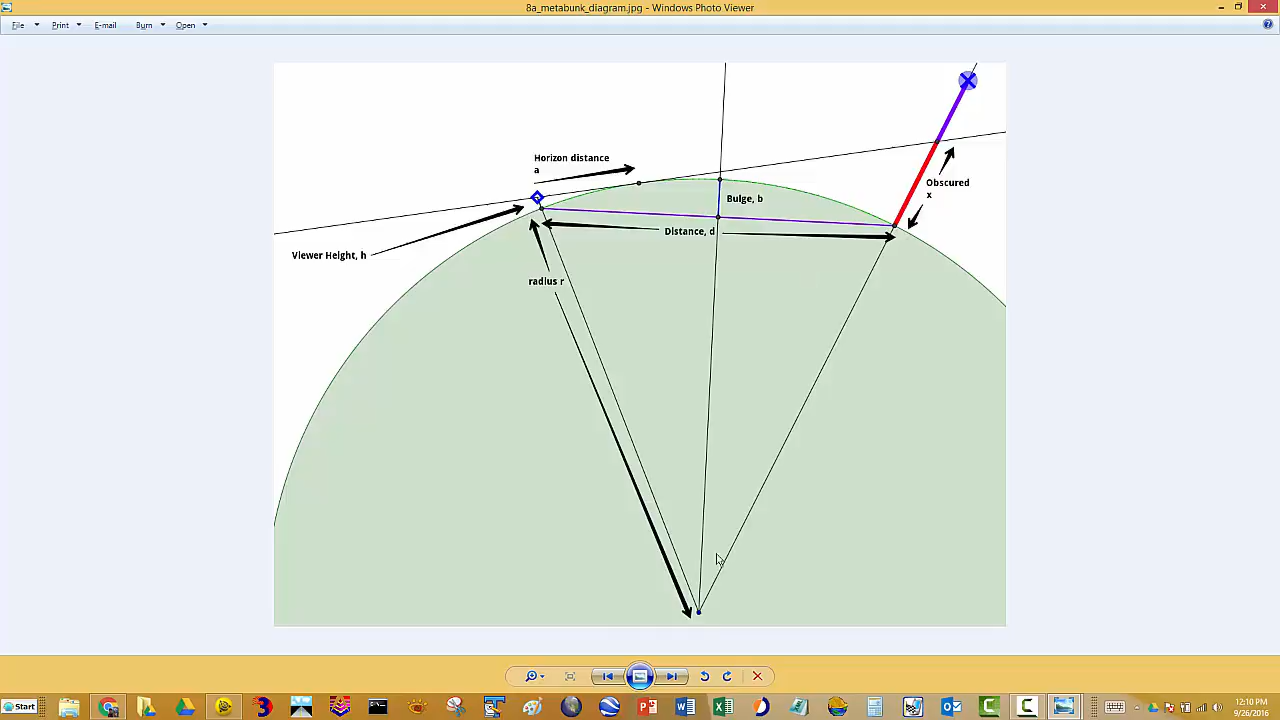 8a_metabunk_diagram.jpg - Windows Photo Viewer
File Print E-mail Burn Open
Horizon distance
a
Bulge, b
Obscured
x
Distance, d
Viewer Height, h
radius r
Start
12:10 PM
9/26/2016